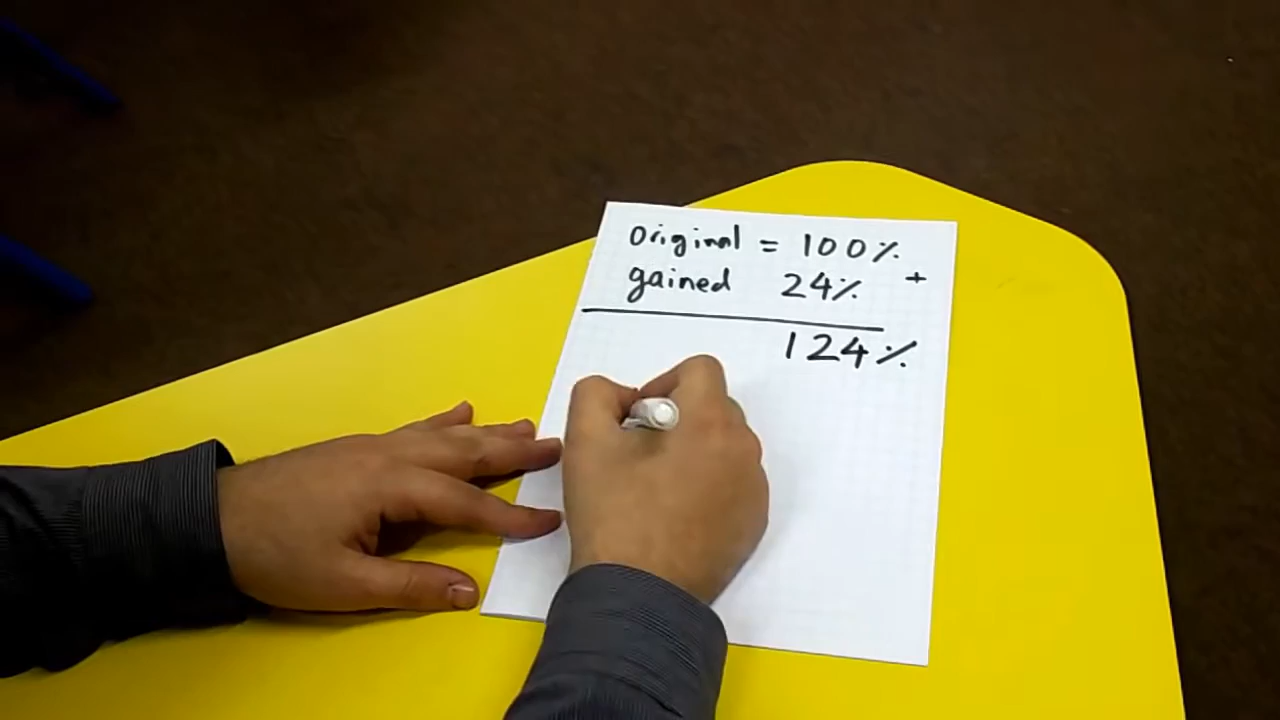 original = 100%
gained 24% +
124%